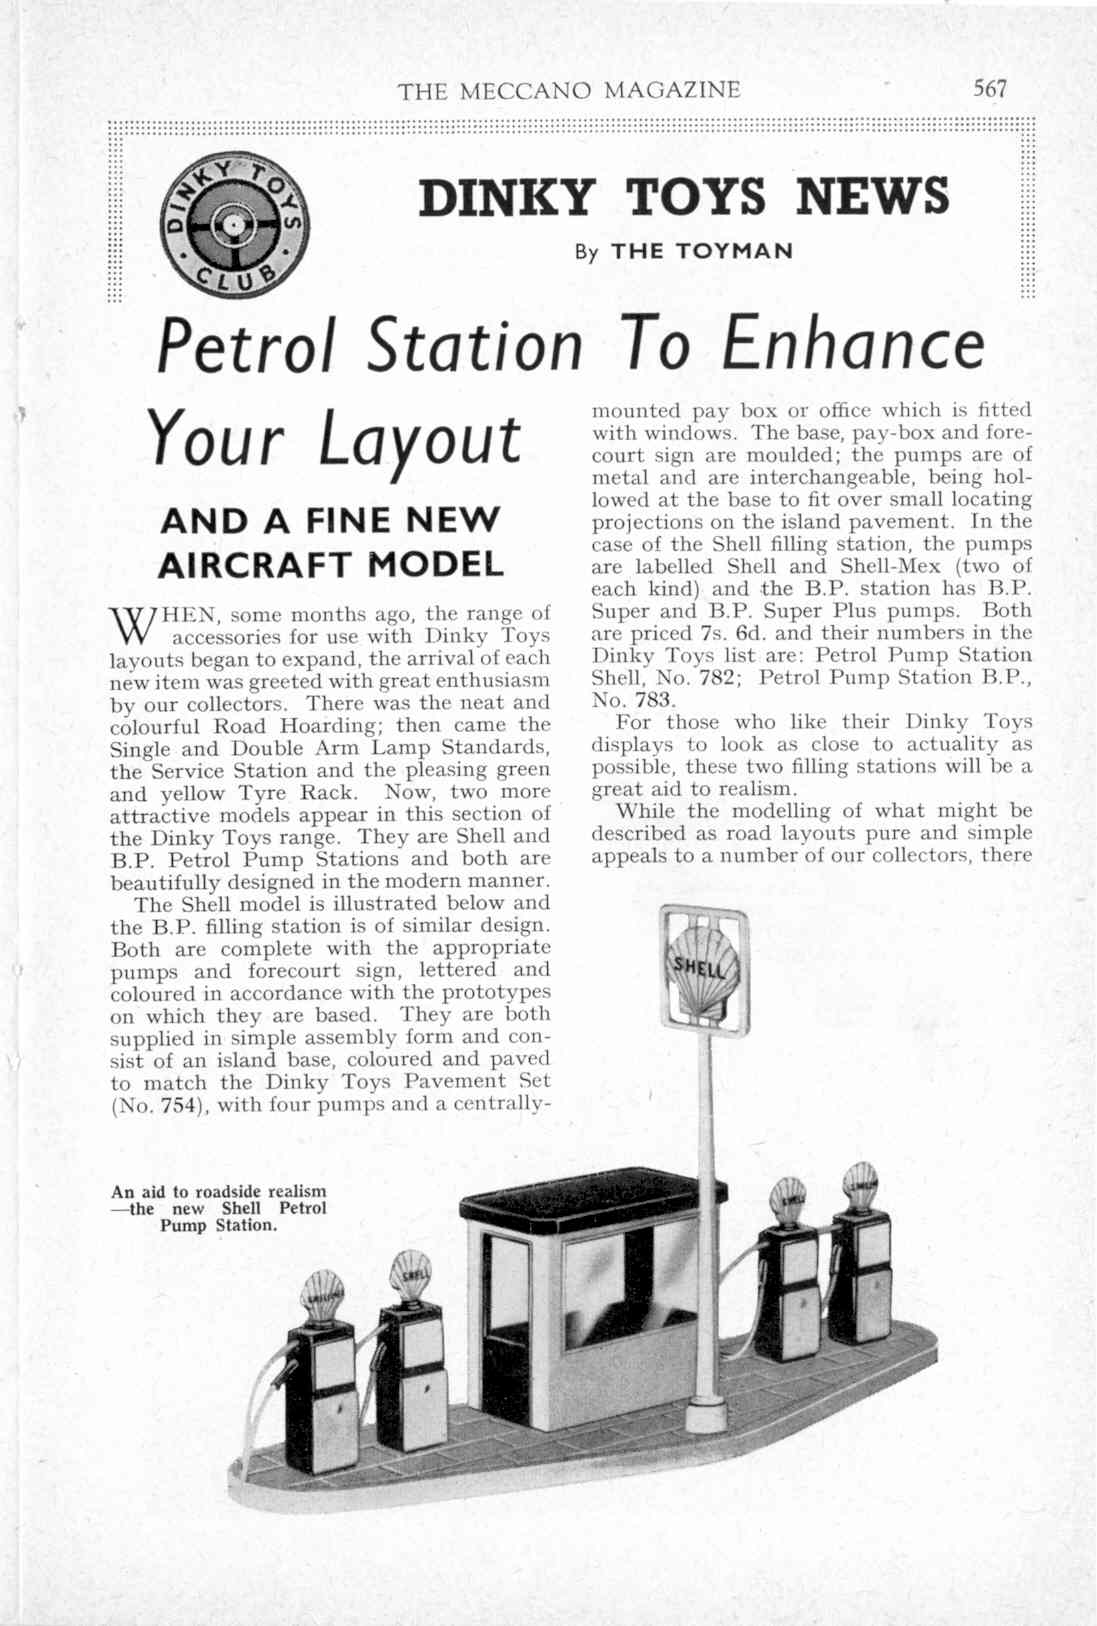 THE MECCANO MAGAZINE 567
DINKY TOYS
CLUB
DINKY TOYS NEWS
By THE TOYMAN
Petrol Station To Enhance
Your Layout
AND A FINE NEW
AIRCRAFT MODEL
WHEN, some months ago, the range of
accessories for use with Dinky Toys
layouts began to expand, the arrival of each
new item was greeted with great enthusiasm
by our collectors. There was the neat and
colourful Road Hoarding; then came the
Single and Double Arm Lamp Standards,
the Service Station and the pleasing green
and yellow Tyre Rack. Now, two more
attractive models appear in this section of
the Dinky Toys range. They are Shell and
B.P. Petrol Pump Stations and both are
beautifully designed in the modern manner.
The Shell model is illustrated below and
the B.P. filling station is of similar design.
Both are complete with the appropriate
pumps and forecourt sign, lettered and
coloured in accordance with the prototypes
on which they are based. They are both
supplied in simple assembly form and con-
sist of an island base, coloured and paved
to match the Dinky Toys Pavement Set
(No. 754), with four pumps and a centrally-
mounted pay box or office which is fitted
with windows. The base, pay-box and fore-
court sign are moulded; the pumps are of
metal and are interchangeable, being hol-
lowed at the base to fit over small locating
projections on the island pavement. In the
case of the Shell filling station, the pumps
are labelled Shell and Shell-Mex (two of
each kind) and the B.P. station has B.P.
Super and B.P. Super Plus pumps. Both
are priced 7s. 6d. and their numbers in the
Dinky Toys list are: Petrol Pump Station
Shell, No. 782; Petrol Pump Station B.P.,
No. 783.
For those who like their Dinky Toys
displays to look as close to actuality as
possible, these two filling stations will be a
great aid to realism.
While the modelling of what might be
described as road layouts pure and simple
appeals to a number of our collectors, there
SHELL
An aid to roadside realism
—the new Shell Petrol
Pump Station.
SHELL
SHELL